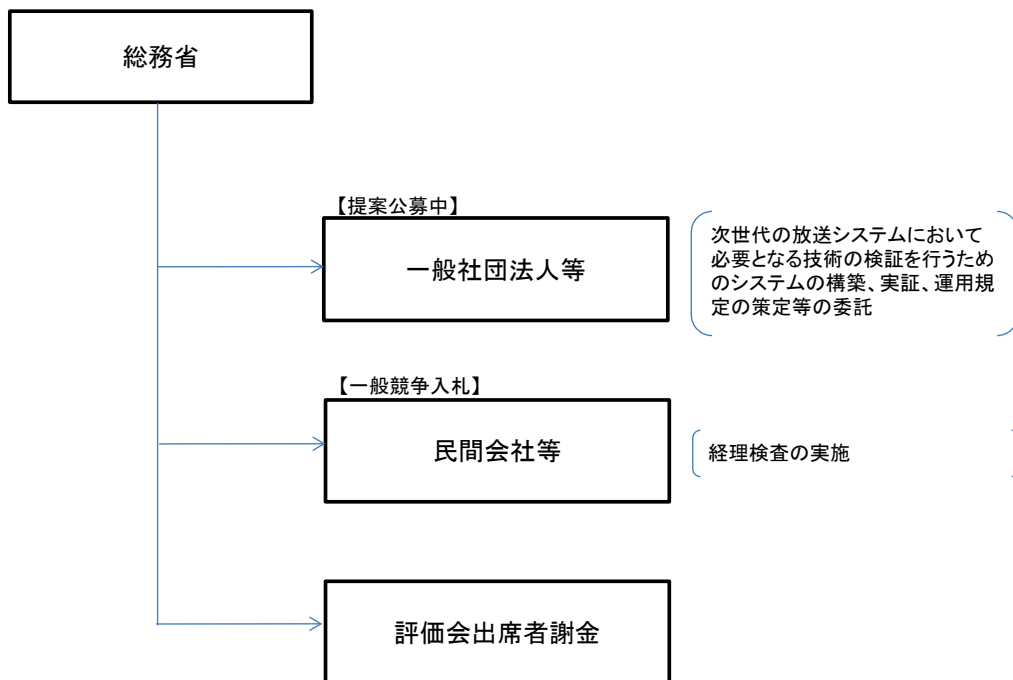 総務省
【提案公募中】
一般社団法人等
次世代の放送システムにおいて
必要となる技術の検証を行うため
のシステムの構築、実証、運用規
定の策定等の委託
【一般競争入札】
民間会社等
経理検査の実施
評価会出席者謝金